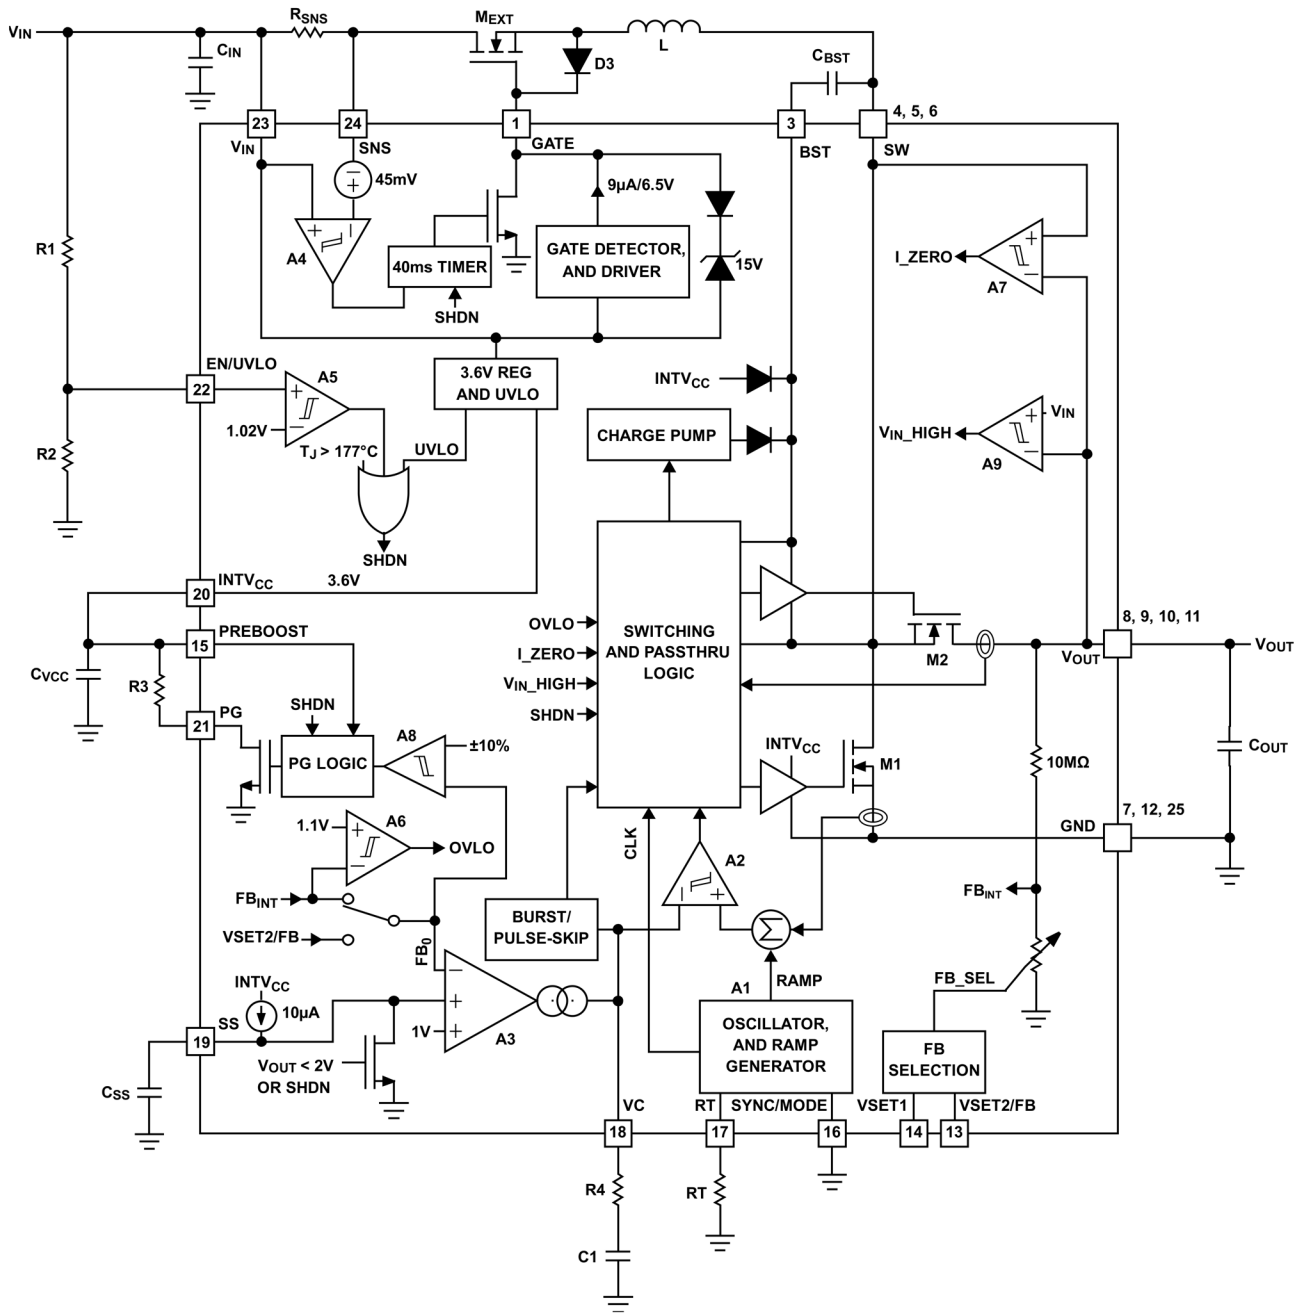 VIN
RSNS
MEXT
L
CIN
D3
CBST
23
24
1
3
4, 5, 6
VIN
SNS
GATE
BST
SW
45mV
9µA/6.5V
+
−
A4
40ms TIMER
SHDN
GATE DETECTOR,
AND DRIVER
15V
I_ZERO
+
−
A7
R1
EN/UVLO
22
A5
+
−
1.02V
3.6V REG
AND UVLO
INTVCC
VIN
VIN_HIGH
+
−
A9
R2
TJ > 177°C
UVLO
CHARGE PUMP
SHDN
INTVCC
20
3.6V
PREBOOST
15
OVLO
I_ZERO
VIN_HIGH
SHDN
SWITCHING
AND PASSTHRU
LOGIC
M2
8, 9, 10, 11
VOUT
VOUT
CVCC
R3
PG
21
SHDN
PG LOGIC
A8
±10%
INTVCC
M1
10MΩ
COUT
1.1V
+
−
A6
OVLO
CLK
A2
−
+
GND
7, 12, 25
FBINT
VSET2/FB
FB0
BURST/
PULSE-SKIP
Σ
FBINT
FB_SEL
INTVCC
10µA
SS
19
−
+
1V
+
A3
A1
RAMP
OSCILLATOR,
AND RAMP
GENERATOR
FB
SELECTION
VOUT < 2V
OR SHDN
CSS
VC
RT
SYNC/MODE
VSET1
VSET2/FB
18
17
16
14
13
R4
RT
C1